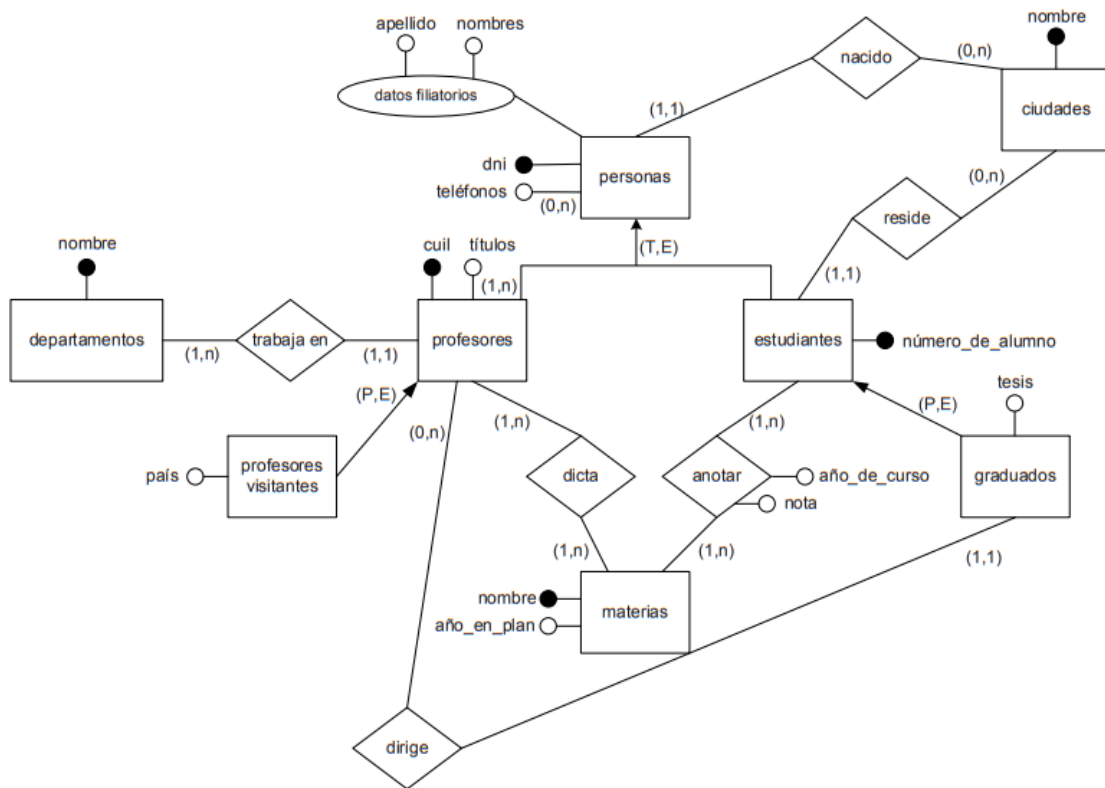 apellido
nombres
nombre
datos filiatorios
nacido
(0,n)
ciudades
(1,1)
dni
personas
teléfonos
(0,n)
(0,n)
reside
(T,E)
(1,1)
nombre
cuil
títulos
(1,n)
departamentos
(1,n)
trabaja en
(1,1)
profesores
estudiantes
número_de_alumno
tesis
(P,E)
(0,n)
(1,n)
(1,n)
(P,E)
país
profesores
visitantes
dicta
anotar
año_de_curso
nota
graduados
(1,n)
(1,n)
(1,1)
nombre
año_en_plan
materias
dirige